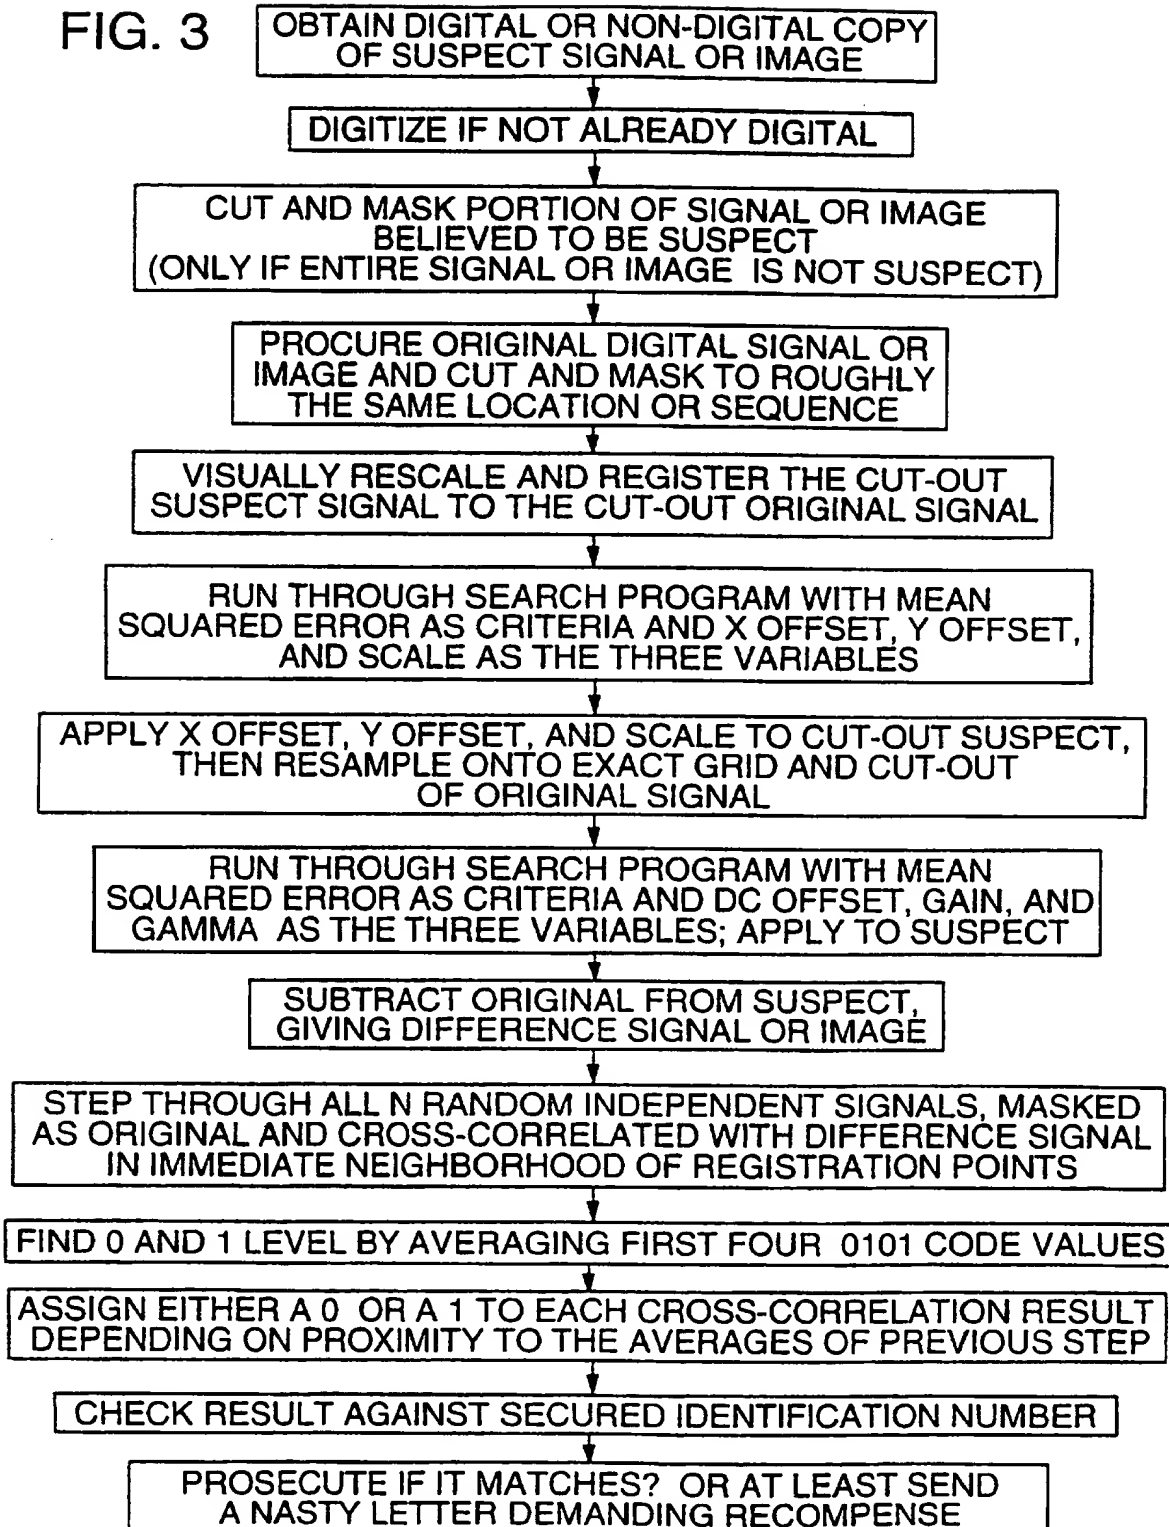 FIG. 3
OBTAIN DIGITAL OR NON-DIGITAL COPY
OF SUSPECT SIGNAL OR IMAGE
DIGITIZE IF NOT ALREADY DIGITAL
CUT AND MASK PORTION OF SIGNAL OR IMAGE
BELIEVED TO BE SUSPECT
(ONLY IF ENTIRE SIGNAL OR IMAGE IS NOT SUSPECT)
PROCURE ORIGINAL DIGITAL SIGNAL OR
IMAGE AND CUT AND MASK TO ROUGHLY
THE SAME LOCATION OR SEQUENCE
VISUALLY RESCALE AND REGISTER THE CUT-OUT
SUSPECT SIGNAL TO THE CUT-OUT ORIGINAL SIGNAL
RUN THROUGH SEARCH PROGRAM WITH MEAN
SQUARED ERROR AS CRITERIA AND X OFFSET, Y OFFSET,
AND SCALE AS THE THREE VARIABLES
APPLY X OFFSET, Y OFFSET, AND SCALE TO CUT-OUT SUSPECT,
THEN RESAMPLE ONTO EXACT GRID AND CUT-OUT
OF ORIGINAL SIGNAL
RUN THROUGH SEARCH PROGRAM WITH MEAN
SQUARED ERROR AS CRITERIA AND DC OFFSET, GAIN, AND
GAMMA AS THE THREE VARIABLES; APPLY TO SUSPECT
SUBTRACT ORIGINAL FROM SUSPECT,
GIVING DIFFERENCE SIGNAL OR IMAGE
STEP THROUGH ALL N RANDOM INDEPENDENT SIGNALS, MASKED
AS ORIGINAL AND CROSS-CORRELATED WITH DIFFERENCE SIGNAL
IN IMMEDIATE NEIGHBORHOOD OF REGISTRATION POINTS
FIND 0 AND 1 LEVEL BY AVERAGING FIRST FOUR 0101 CODE VALUES
ASSIGN EITHER A 0 OR A 1 TO EACH CROSS-CORRELATION RESULT
DEPENDING ON PROXIMITY TO THE AVERAGES OF PREVIOUS STEP
CHECK RESULT AGAINST SECURED IDENTIFICATION NUMBER
PROSECUTE IF IT MATCHES? OR AT LEAST SEND
A NASTY LETTER DEMANDING RECOMPENSE